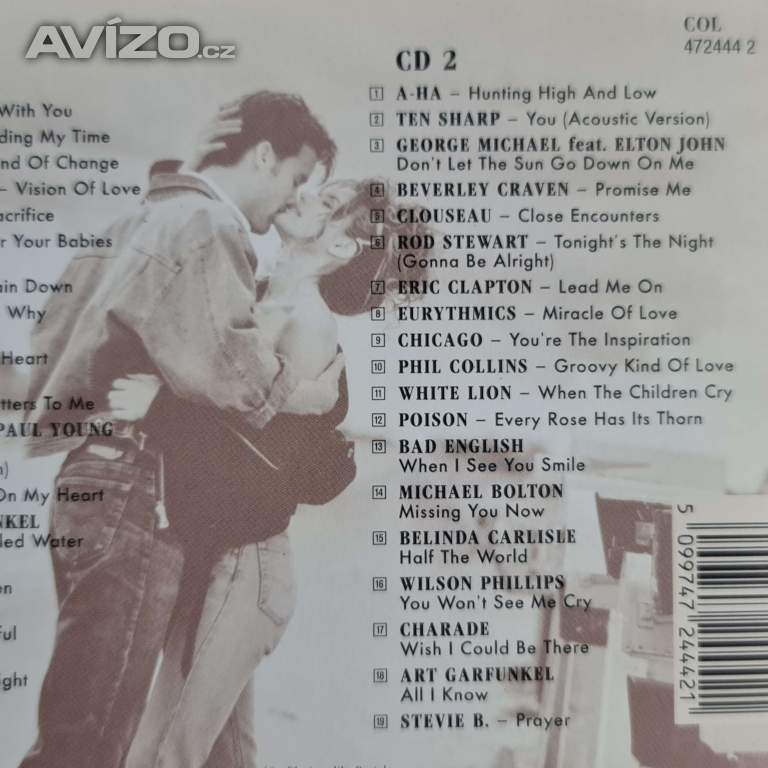 AVÍZO.cz
COL
472444 2
With You
ding My Time
nd Of Change
– Vision Of Love
acrifice
r Your Babies
ain Down
Why
Heart
tters To Me
PAUL YOUNG
)
On My Heart
NKEL
led Water
en
ful
ight
CD 2
1 A-HA – Hunting High And Low
2 TEN SHARP – You (Acoustic Version)
3 GEORGE MICHAEL feat. ELTON JOHN
Don't Let The Sun Go Down On Me
4 BEVERLEY CRAVEN – Promise Me
5 CLOUSEAU – Close Encounters
6 ROD STEWART – Tonight's The Night
(Gonna Be Alright)
7 ERIC CLAPTON – Lead Me On
8 EURYTHMICS – Miracle Of Love
9 CHICAGO – You're The Inspiration
10 PHIL COLLINS – Groovy Kind Of Love
11 WHITE LION – When The Children Cry
12 POISON – Every Rose Has Its Thorn
13 BAD ENGLISH
When I See You Smile
14 MICHAEL BOLTON
Missing You Now
15 BELINDA CARLISLE
Half The World
16 WILSON PHILLIPS
You Won't See Me Cry
17 CHARADE
Wish I Could Be There
18 ART GARFUNKEL
All I Know
19 STEVIE B. – Prayer
5 099747 244421